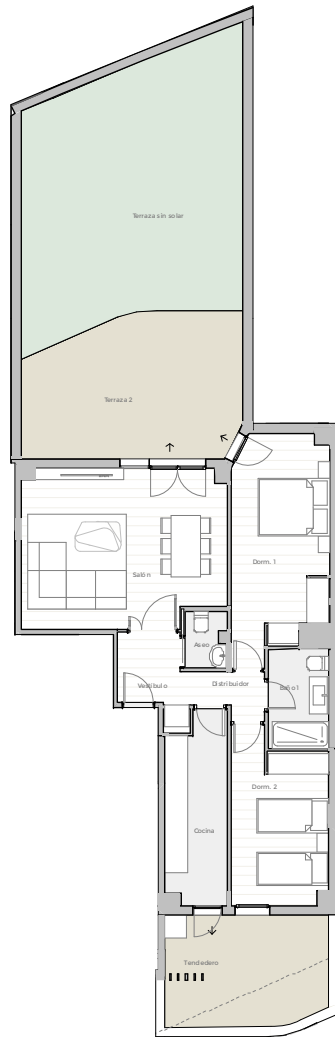 Terraza sin solar
Terraza 2
Dorm. 1
Salón
Aseo
Vestíbulo
Distribuidor
Baño 1
Dorm. 2
Cocina
Tendedero